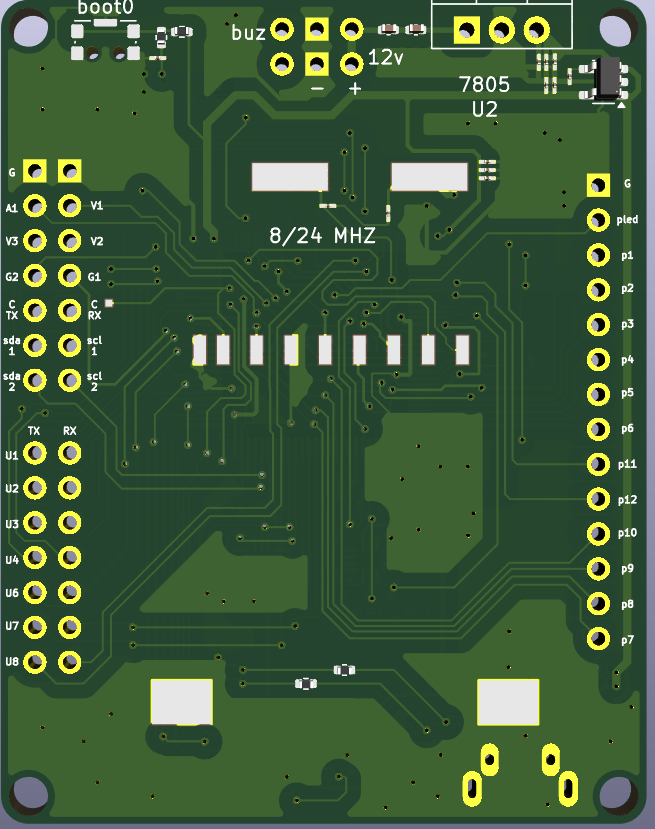 boot0
buz
12v
- +
7805
U2
8/24 MHZ
G
A1 V1
V3 V2
G2 G1
C TX C RX
sda 1 scl 1
sda 2 scl 2
TX RX
U1
U2
U3
U4
U6
U7
U8
G
pled
p1
p2
p3
p4
p5
p6
p11
p12
p10
p9
p8
p7